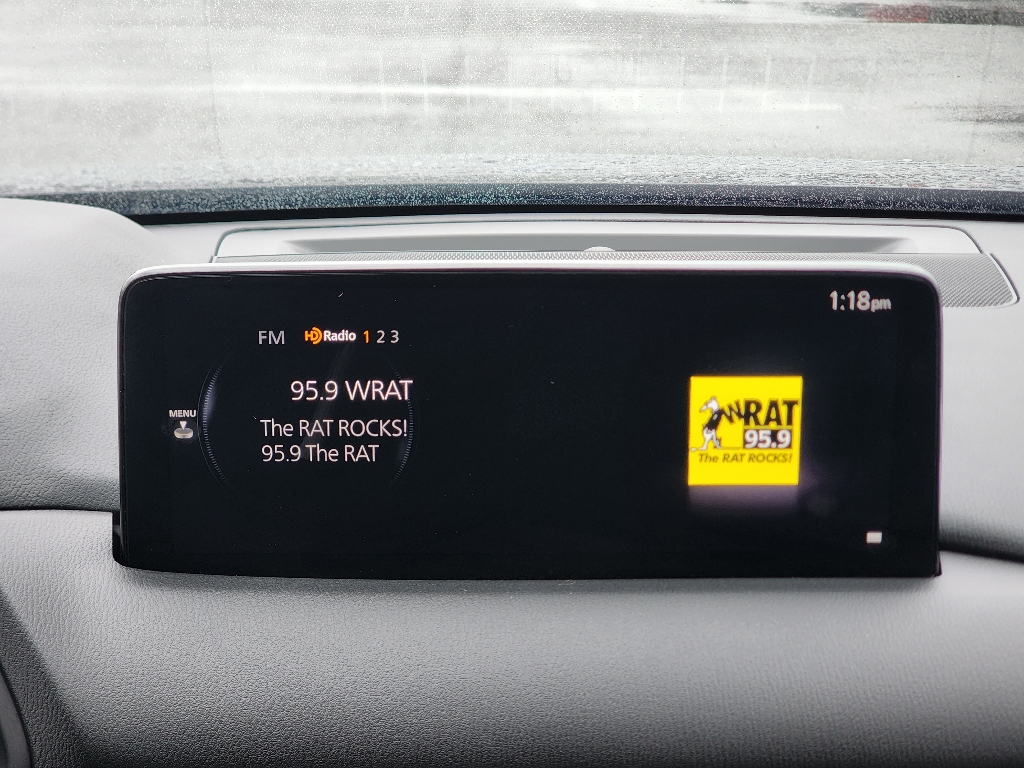 1:18pm
FM HD Radio 1 2 3
95.9 WRAT
MENU
The RAT ROCKS!
95.9 The RAT
WRAT
95.9
The RAT ROCKS!